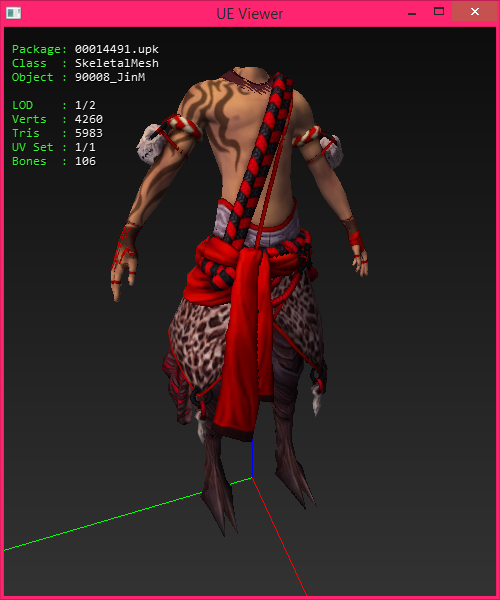 UE Viewer
Package: 00014491.upk
Class  : SkeletalMesh
Object : 90008_JinM
LOD    : 1/2
Verts  : 4260
Tris   : 5983
UV Set : 1/1
Bones  : 106